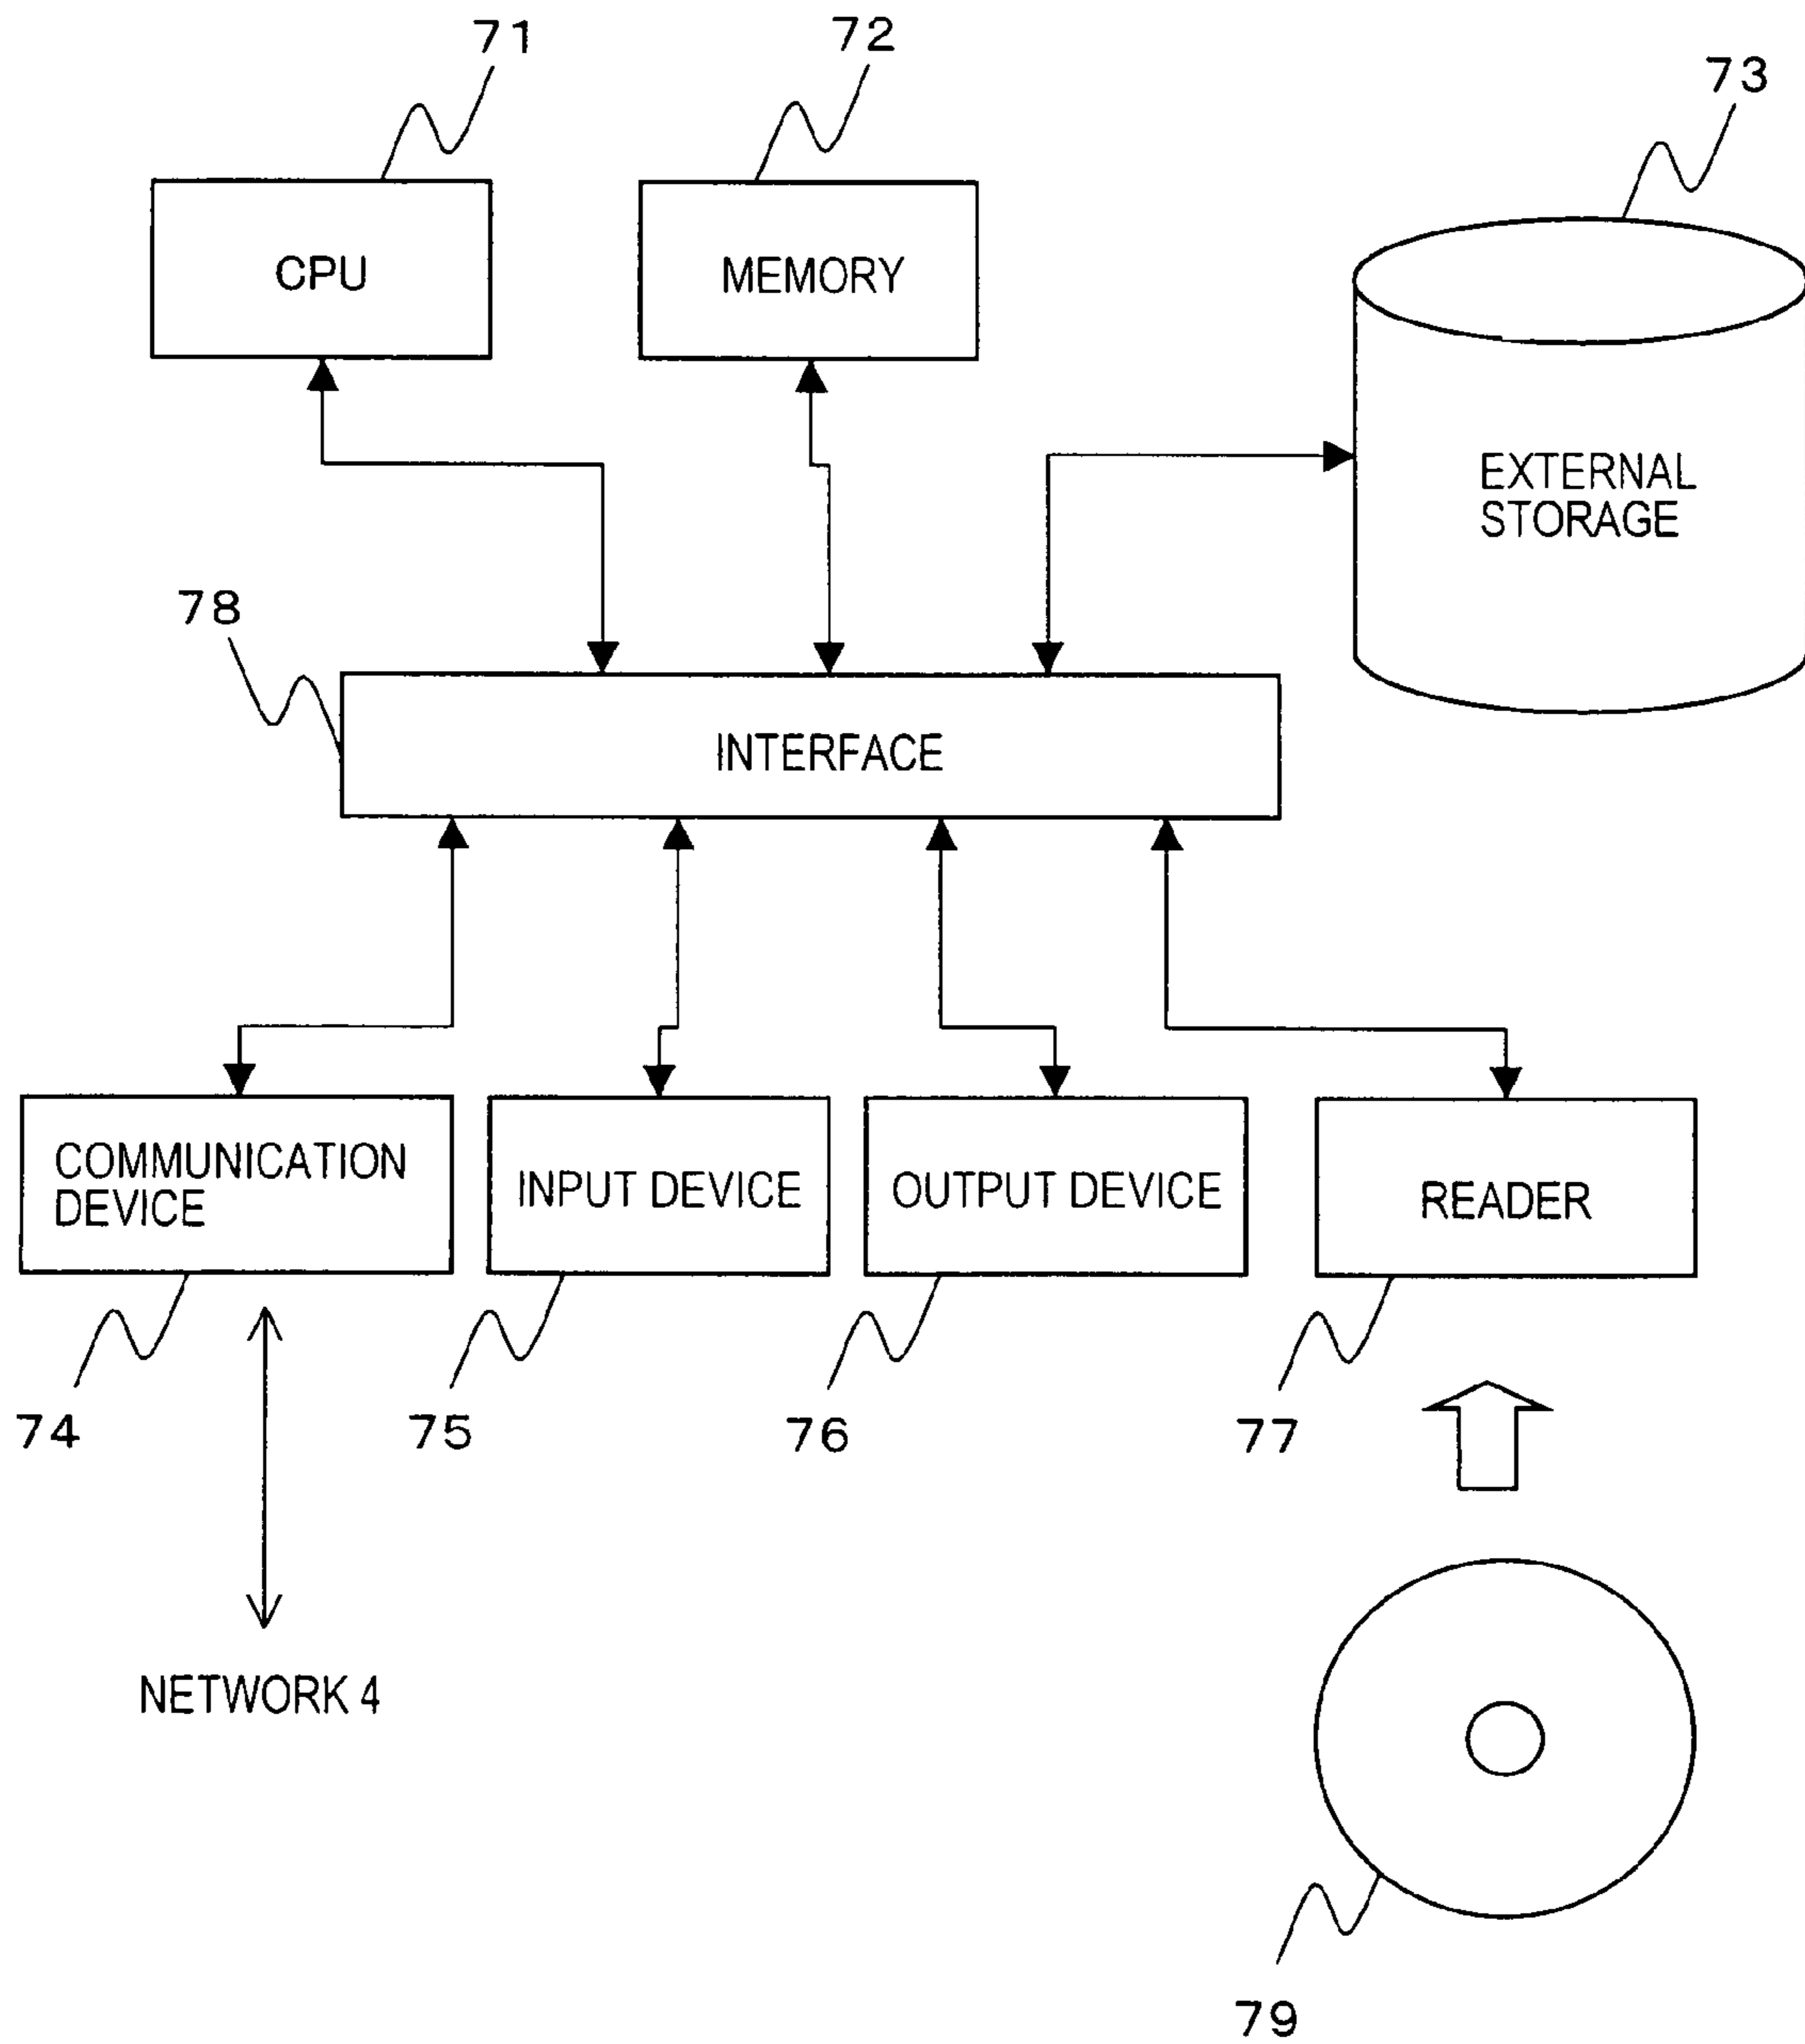 71
72
73
CPU
MEMORY
EXTERNAL
STORAGE
78
INTERFACE
COMMUNICATION
DEVICE
INPUT DEVICE
OUTPUT DEVICE
READER
74
75
76
77
NETWORK 4
79